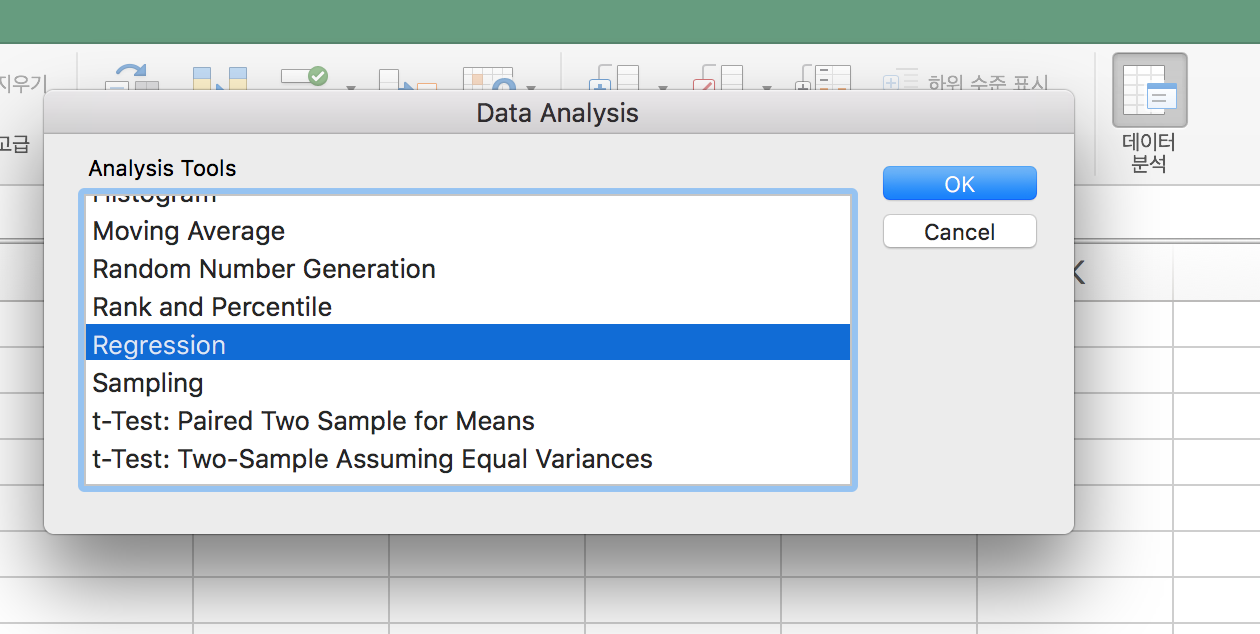 지우기
하위 수준 표시
고급
데이터
분석
Data Analysis
Analysis Tools
Histogram
Moving Average
Random Number Generation
Rank and Percentile
Regression
Sampling
t-Test: Paired Two Sample for Means
t-Test: Two-Sample Assuming Equal Variances
OK
Cancel
K